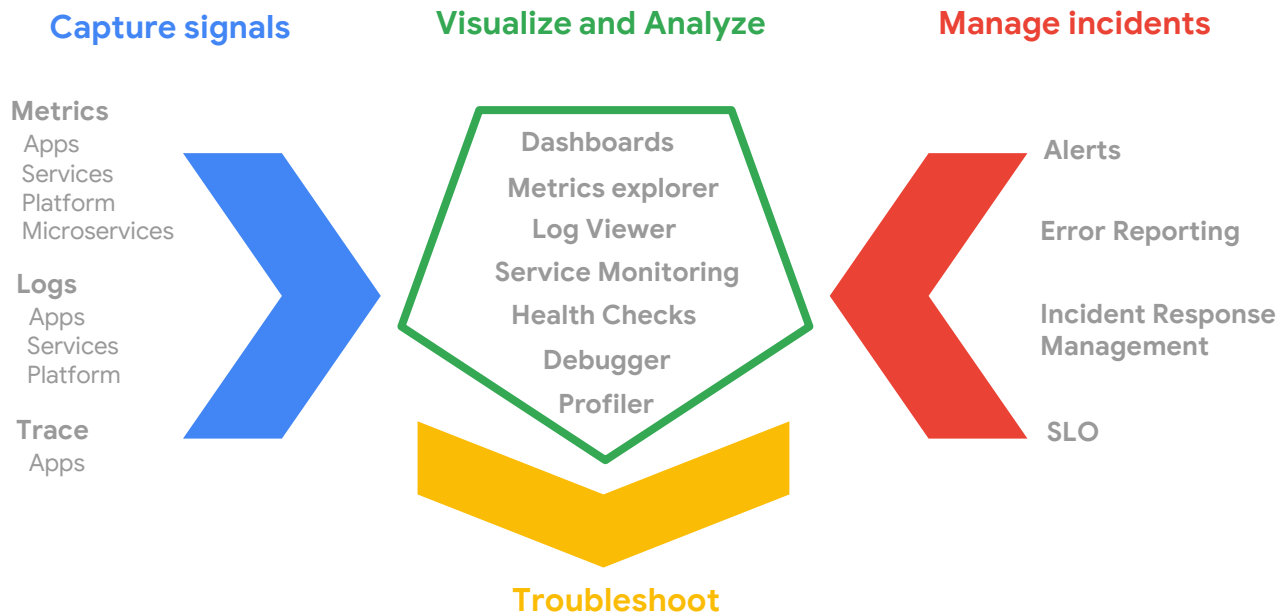 Capture signals
Visualize and Analyze
Manage incidents
Metrics
Apps
Services
Platform
Microservices
Logs
Apps
Services
Platform
Trace
Apps
Dashboards
Metrics explorer
Log Viewer
Service Monitoring
Health Checks
Debugger
Profiler
Alerts
Error Reporting
Incident Response
Management
SLO
Troubleshoot